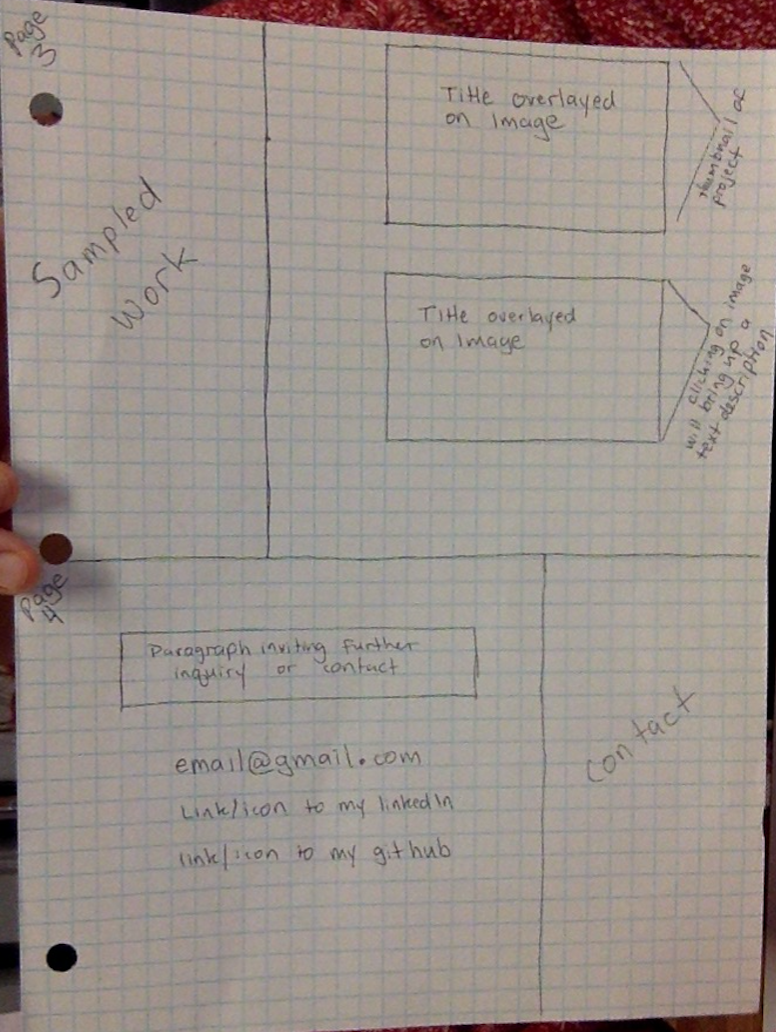 Page
3
Sampled
Work
Title overlayed
on Image
thumbnail of
project
Title overlayed
on Image
clicking on image
will bring up a
text description
Page
4
Paragraph inviting further
inquiry or contact
email@gmail.com
Link/icon to my linkedIn
link/icon to my github
Contact